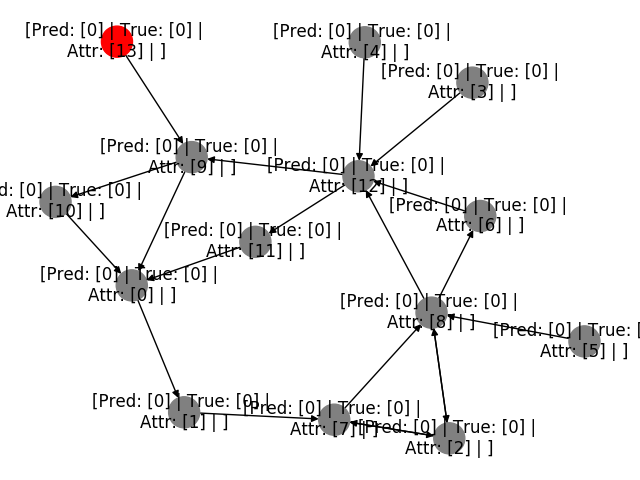 [Pred: [0] | True: [0] |
Attr: [13] | ]
[Pred: [0] | True: [0] |
Attr: [4] | ]
[Pred: [0] | True: [0] |
Attr: [3] | ]
[Pred: [0] | True: [0] |
Attr: [9] | ]
[Pred: [0] | True: [0] |
Attr: [12] | ]
d: [0] | True: [0] |
Attr: [10] | ]
[Pred: [0] | True: [0] |
Attr: [6] | ]
[Pred: [0] | True: [0] |
Attr: [11] | ]
[Pred: [0] | True: [0] |
Attr: [0] | ]
[Pred: [0] | True: [0] |
Attr: [8] | ]
[Pred: [0] | True: [
Attr: [5] | ]
[Pred: [0] | True: [0] |
Attr: [1] | ]
[Pred: [0] | True: [0] |
Attr: [7] | ]
[Pred: [0] | True: [0] |
Attr: [2] | ]